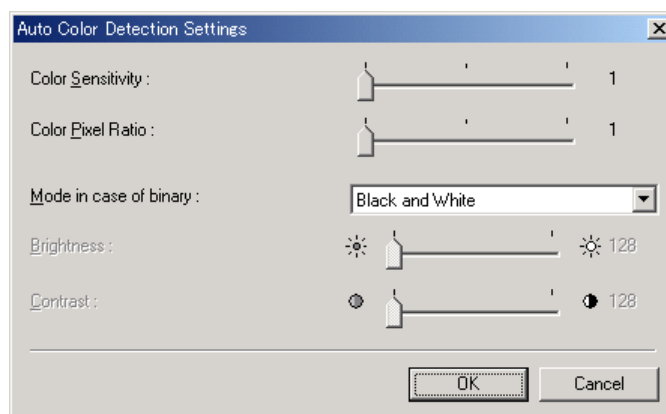 Auto Color Detection Settings
Color Sensitivity : 1
Color Pixel Ratio : 1
Mode in case of binary : Black and White
Brightness : 128
Contrast : 128
OK Cancel